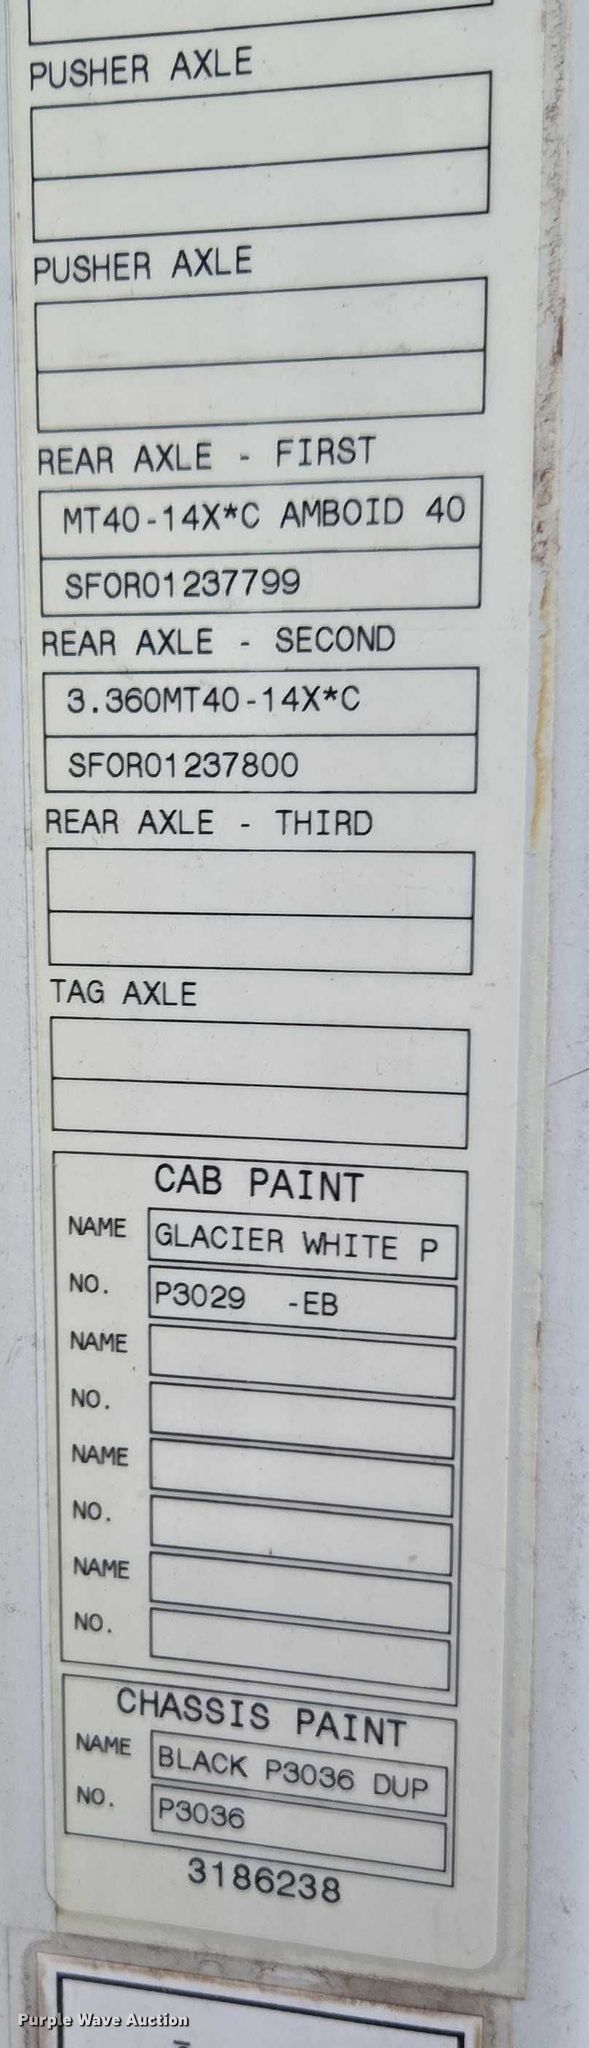 PUSHER AXLE
PUSHER AXLE
REAR AXLE - FIRST
MT40-14X*C AMBOID 40
SFOR01237799
REAR AXLE - SECOND
3.360MT40-14X*C
SFOR01237800
REAR AXLE - THIRD
TAG AXLE
CAB PAINT
NAME GLACIER WHITE P
NO. P3029 -EB
NAME
NO.
NAME
NO.
NAME
NO.
CHASSIS PAINT
NAME BLACK P3036 DUP
NO. P3036
3186238
Purple Wave Auction